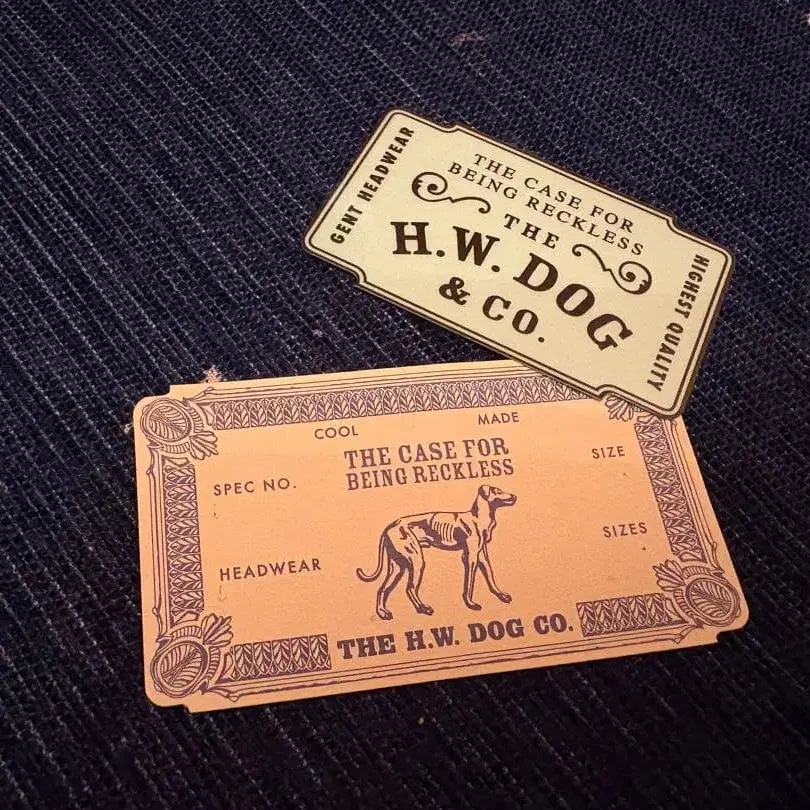 GENT HEADWEAR
THE CASE FOR
BEING RECKLESS
THE
H.W. DOG
& CO.
HIGHEST QUALITY
COOL MADE
THE CASE FOR
BEING RECKLESS
SPEC NO.
SIZE
HEADWEAR
SIZES
THE H.W. DOG CO.